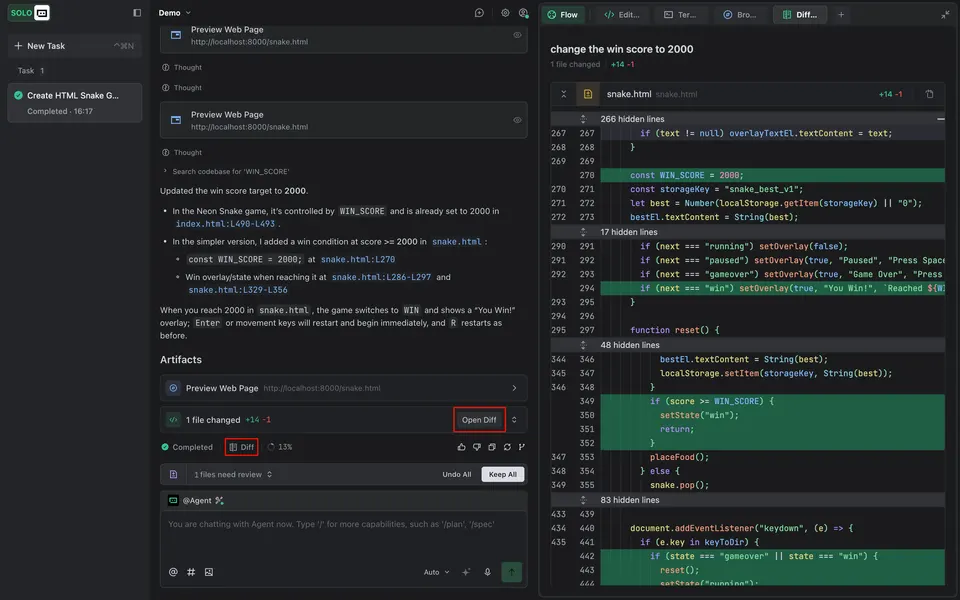 SOLO
New Task ^⌘N
Task 1
Create HTML Snake G...
Completed · 16:17
Demo
Preview Web Page
http://localhost:8000/snake.html
Thought
Thought
Preview Web Page
http://localhost:8000/snake.html
Thought
Search codebase for 'WIN_SCORE'
Updated the win score target to 2000.
• In the Neon Snake game, it's controlled by WIN_SCORE and is already set to 2000 in
index.html:L490-L493 .
• In the simpler version, I added a win condition at score >= 2000 in snake.html :
• const WIN_SCORE = 2000; at snake.html:L270
• Win overlay/state when reaching it at snake.html:L286-L297 and
snake.html:L329-L356
When you reach 2000 in snake.html, the game switches to WIN and shows a “You Win!”
overlay; Enter or movement keys will restart and begin immediately, and R restarts as
before.
Artifacts
Preview Web Page http://localhost:8000/snake.html
1 file changed +14 -1 Open Diff
Completed Diff 13%
1 files need review Undo All Keep All
@Agent
You are chatting with Agent now. Type '/' for more capabilities, such as '/plan', '/spec'
@ # Auto
Flow Edit... Ter... Bro... Diff... +
change the win score to 2000
1 file changed +14 -1
snake.html snake.html +14 -1
266 hidden lines
267 267 if (text != null) overlayTextEl.textContent = text;
268 268 }
269 269
270 const WIN_SCORE = 2000;
270 271 const storageKey = "snake_best_v1";
271 272 let best = Number(localStorage.getItem(storageKey) || "0");
272 273 bestEl.textContent = String(best);
17 hidden lines
290 291 if (next === "running") setOverlay(false);
291 292 if (next === "paused") setOverlay(true, "Paused", "Press Space
292 293 if (next === "gameover") setOverlay(true, "Game Over", "Press
294 if (next === "win") setOverlay(true, "You Win!", `Reached ${WI
293 295 }
294 296
295 297 function reset() {
48 hidden lines
344 346 bestEl.textContent = String(best);
345 347 localStorage.setItem(storageKey, String(best));
346 348 }
349 if (score >= WIN_SCORE) {
350 setState("win");
351 return;
352 }
347 353 placeFood();
348 354 } else {
349 355 snake.pop();
83 hidden lines
433 439
434 440 document.addEventListener("keydown", (e) => {
435 441 if (e.key in keyToDir) {
442 if (state === "gameover" || state === "win") {
443 reset();
444 setState("running");